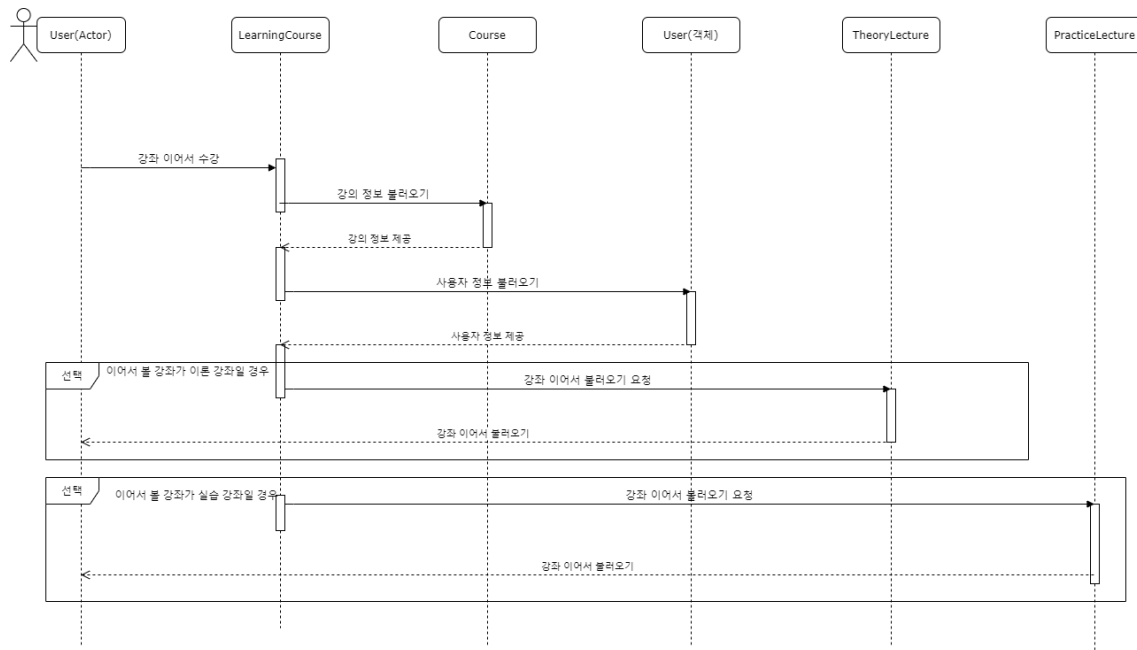 User(Actor)
LearningCourse
Course
User(객체)
TheoryLecture
PracticeLecture
강좌 이어서 수강
강의 정보 불러오기
강의 정보 제공
사용자 정보 불러오기
사용자 정보 제공
선택
이어서 볼 강좌가 이론 강좌일 경우
강좌 이어서 불러오기 요청
강좌 이어서 불러오기
선택
이어서 볼 강좌가 실습 강좌일 경우
강좌 이어서 불러오기 요청
강좌 이어서 불러오기